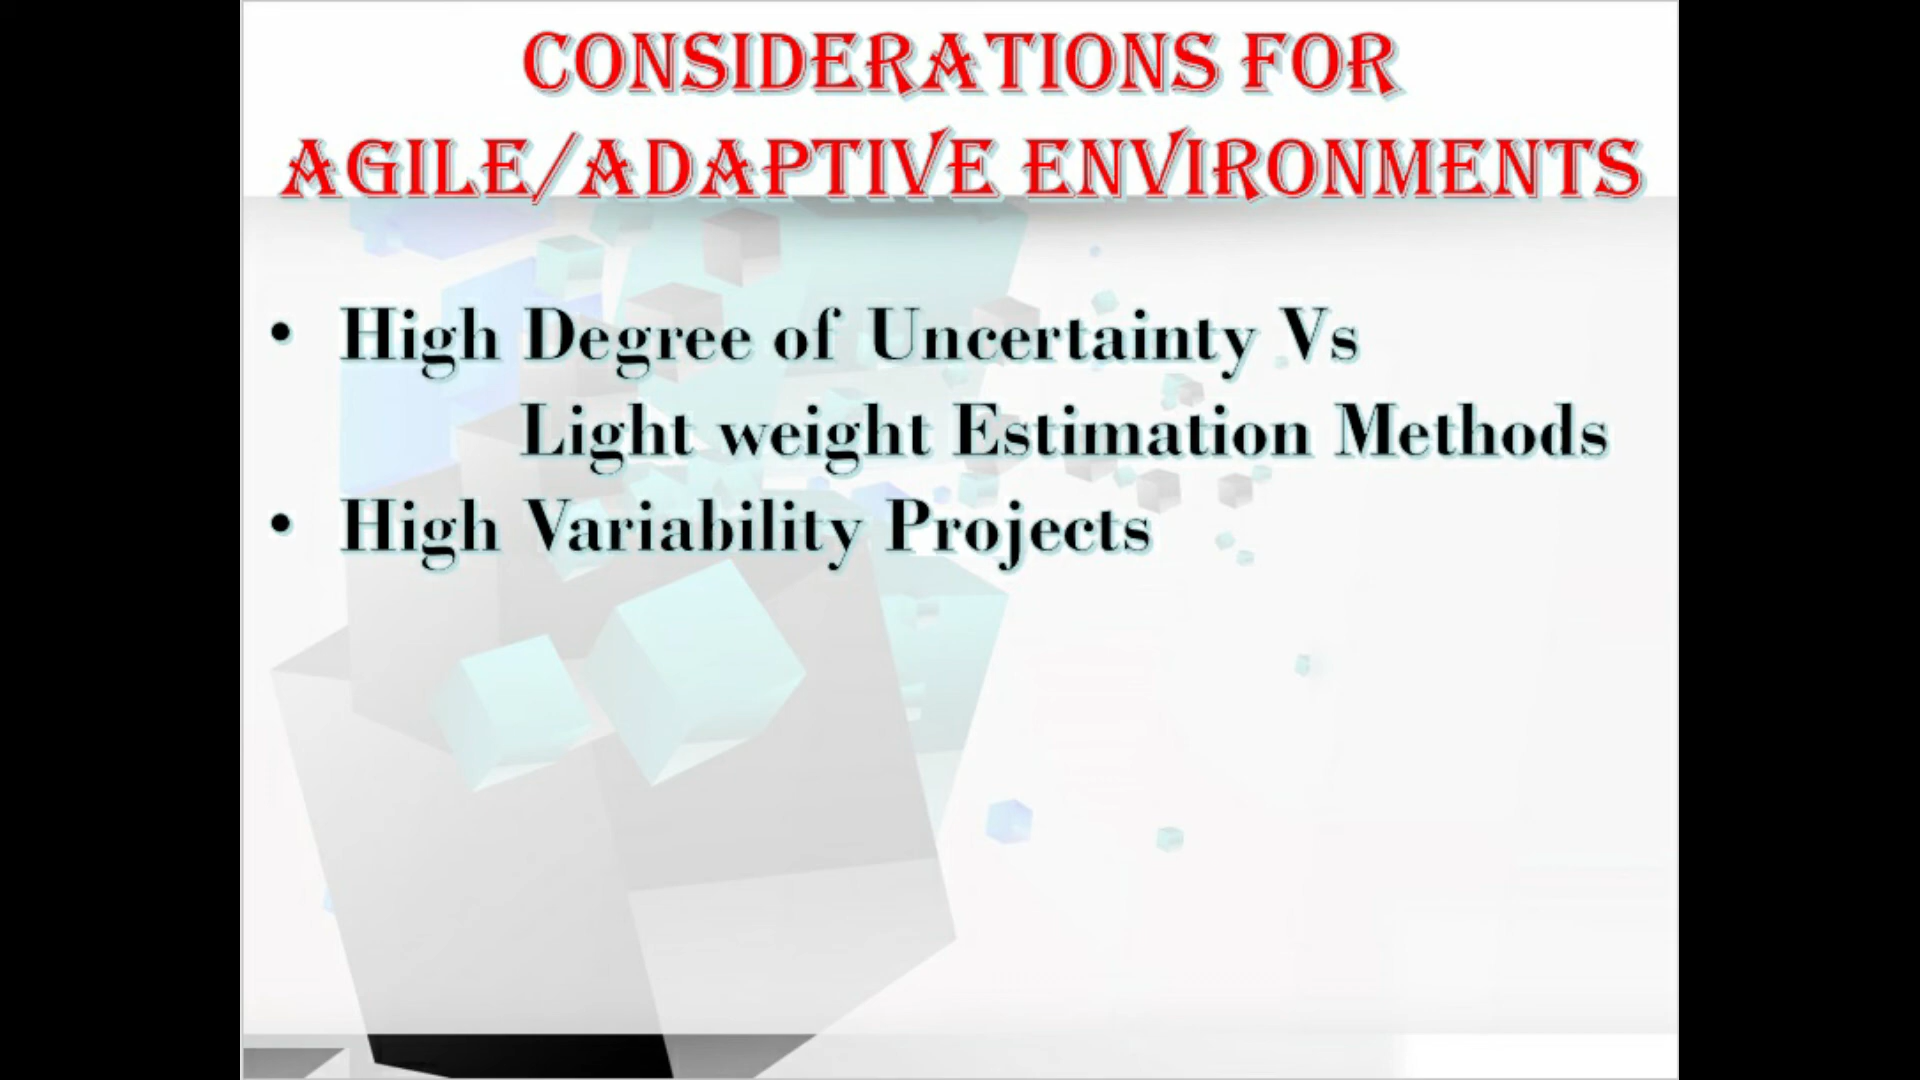 CONSIDERATIONS FOR
AGILE/ADAPTIVE ENVIRONMENTS
• High Degree of Uncertainty Vs
Light weight Estimation Methods
• High Variability Projects